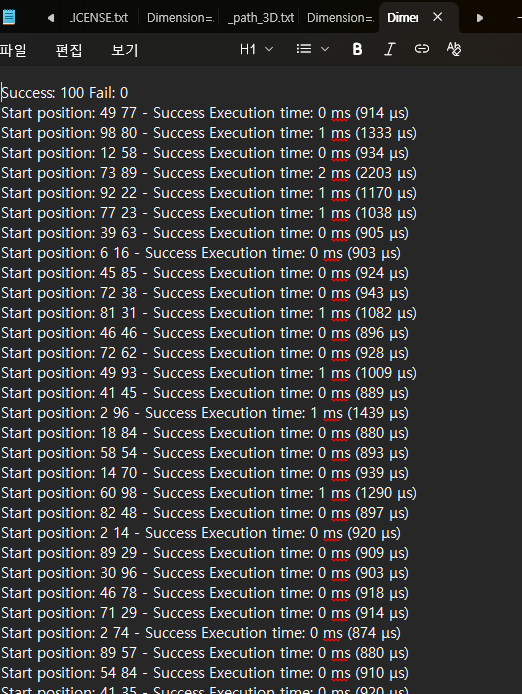 .ICENSE.txt Dimension=. _path_3D.txt Dimension=. Dimer
파일 편집 보기 H1 B I
Success: 100 Fail: 0
Start position: 49 77 - Success Execution time: 0 ms (914 µs)
Start position: 98 80 - Success Execution time: 1 ms (1333 µs)
Start position: 12 58 - Success Execution time: 0 ms (934 µs)
Start position: 73 89 - Success Execution time: 2 ms (2203 µs)
Start position: 92 22 - Success Execution time: 1 ms (1170 µs)
Start position: 77 23 - Success Execution time: 1 ms (1038 µs)
Start position: 39 63 - Success Execution time: 0 ms (905 µs)
Start position: 6 16 - Success Execution time: 0 ms (903 µs)
Start position: 45 85 - Success Execution time: 0 ms (924 µs)
Start position: 72 38 - Success Execution time: 0 ms (943 µs)
Start position: 81 31 - Success Execution time: 1 ms (1082 µs)
Start position: 46 46 - Success Execution time: 0 ms (896 µs)
Start position: 72 62 - Success Execution time: 0 ms (928 µs)
Start position: 49 93 - Success Execution time: 1 ms (1009 µs)
Start position: 41 45 - Success Execution time: 0 ms (889 µs)
Start position: 2 96 - Success Execution time: 1 ms (1439 µs)
Start position: 18 84 - Success Execution time: 0 ms (880 µs)
Start position: 58 54 - Success Execution time: 0 ms (893 µs)
Start position: 14 70 - Success Execution time: 0 ms (939 µs)
Start position: 60 98 - Success Execution time: 1 ms (1290 µs)
Start position: 82 48 - Success Execution time: 0 ms (897 µs)
Start position: 2 14 - Success Execution time: 0 ms (920 µs)
Start position: 89 29 - Success Execution time: 0 ms (909 µs)
Start position: 30 96 - Success Execution time: 0 ms (903 µs)
Start position: 46 78 - Success Execution time: 0 ms (918 µs)
Start position: 71 29 - Success Execution time: 0 ms (914 µs)
Start position: 2 74 - Success Execution time: 0 ms (874 µs)
Start position: 89 57 - Success Execution time: 0 ms (880 µs)
Start position: 54 84 - Success Execution time: 0 ms (910 µs)
Start position: 41 35 - Success Execution time: 0 ms (920 µs)